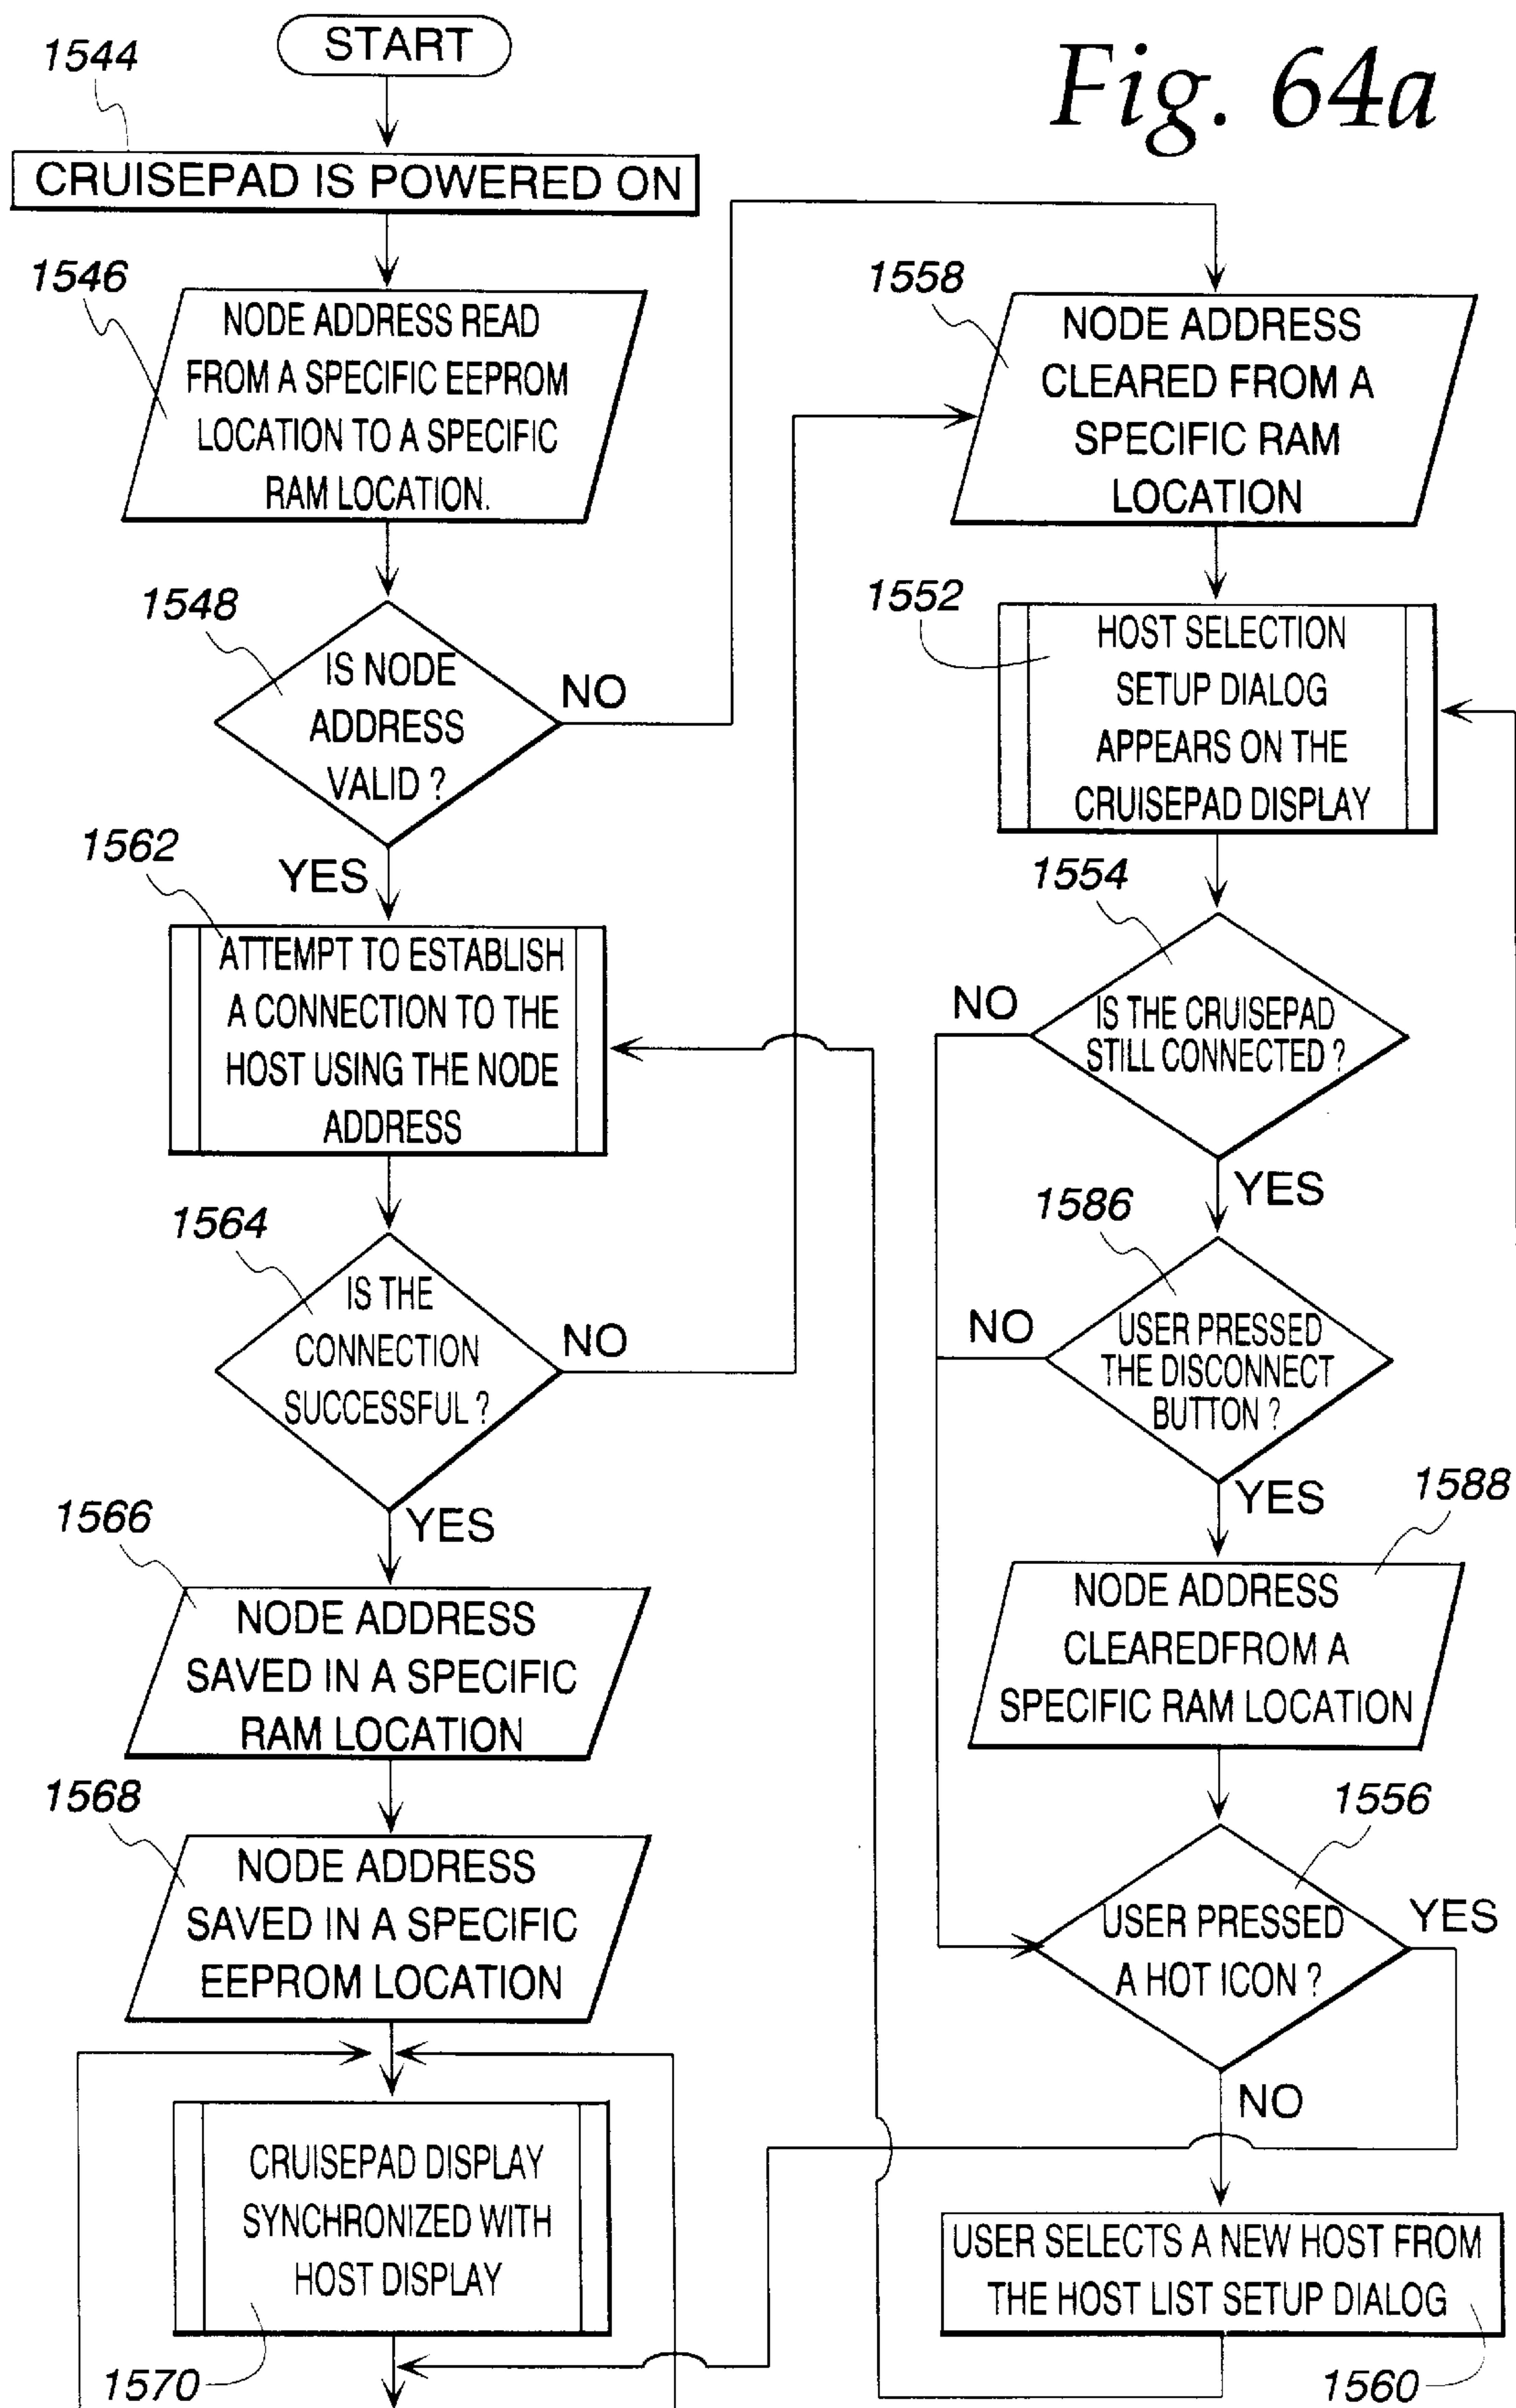 Fig. 64a
START
1544
CRUISEPAD IS POWERED ON
1546
NODE ADDRESS READ
FROM A SPECIFIC EEPROM
LOCATION TO A SPECIFIC
RAM LOCATION.
1548
IS NODE
ADDRESS
VALID ?
NO
YES
1562
ATTEMPT TO ESTABLISH
A CONNECTION TO THE
HOST USING THE NODE
ADDRESS
1564
IS THE
CONNECTION
SUCCESSFUL ?
NO
YES
1566
NODE ADDRESS
SAVED IN A SPECIFIC
RAM LOCATION
1568
NODE ADDRESS
SAVED IN A SPECIFIC
EEPROM LOCATION
CRUISEPAD DISPLAY
SYNCHRONIZED WITH
HOST DISPLAY
1570
1558
NODE ADDRESS
CLEARED FROM A
SPECIFIC RAM
LOCATION
1552
HOST SELECTION
SETUP DIALOG
APPEARS ON THE
CRUISEPAD DISPLAY
1554
IS THE CRUISEPAD
STILL CONNECTED ?
NO
YES
1586
USER PRESSED
THE DISCONNECT
BUTTON ?
NO
YES
1588
NODE ADDRESS
CLEAREDFROM A
SPECIFIC RAM LOCATION
1556
USER PRESSED
A HOT ICON ?
YES
NO
USER SELECTS A NEW HOST FROM
THE HOST LIST SETUP DIALOG
1560